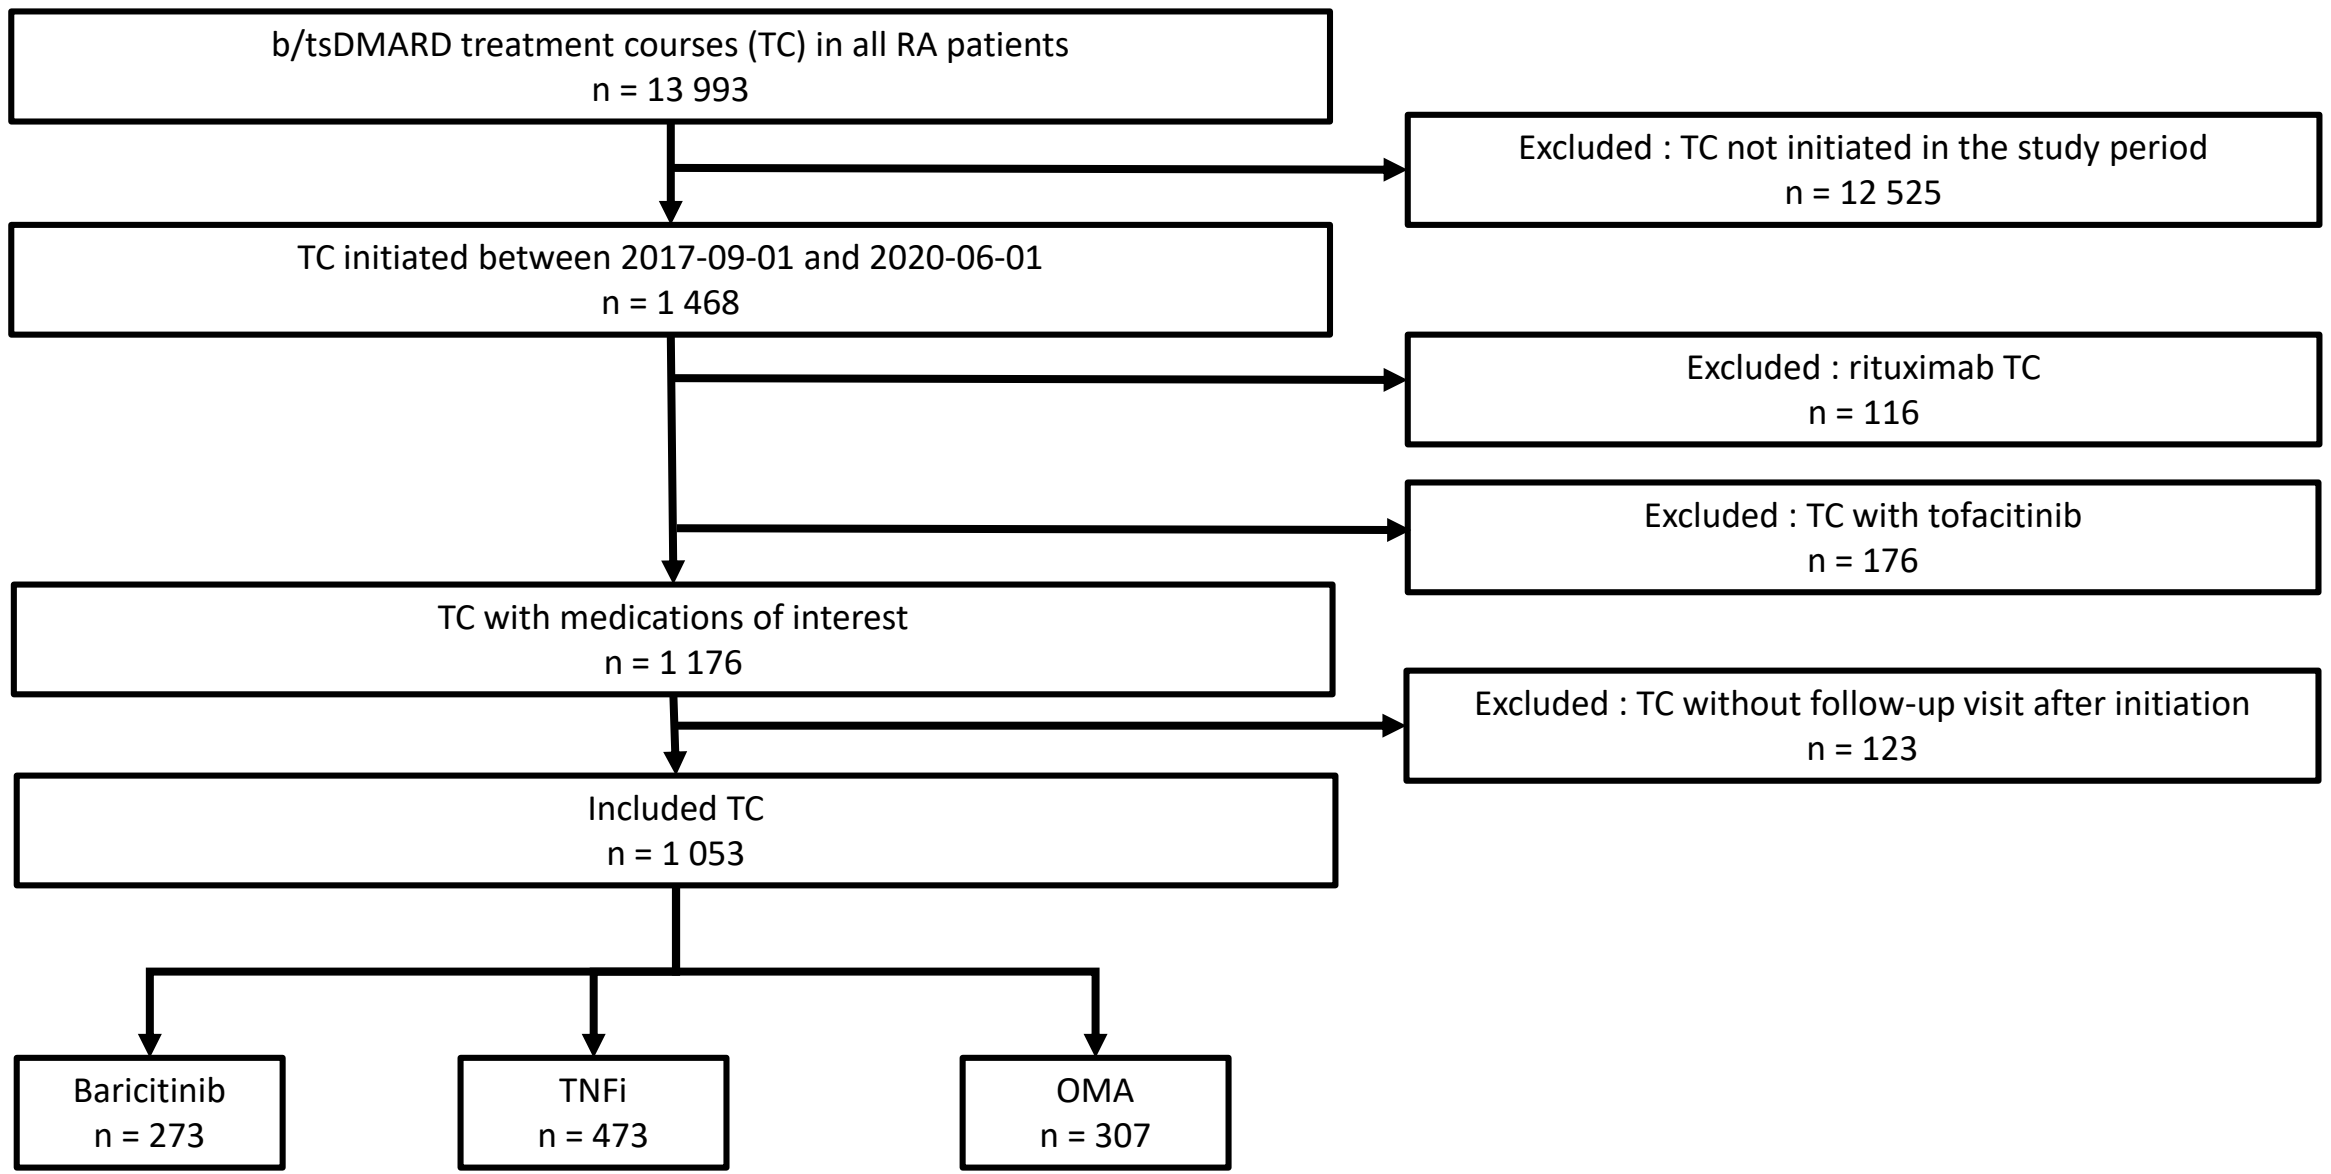 b/tsDMARD treatment courses (TC) in all RA patients
n = 13 993
Excluded : TC not initiated in the study period
n = 12 525
TC initiated between 2017-09-01 and 2020-06-01
n = 1 468
Excluded : rituximab TC
n = 116
Excluded : TC with tofacitinib
n = 176
TC with medications of interest
n = 1 176
Excluded : TC without follow-up visit after initiation
n = 123
Included TC
n = 1 053
Baricitinib
n = 273
TNFi
n = 473
OMA
n = 307